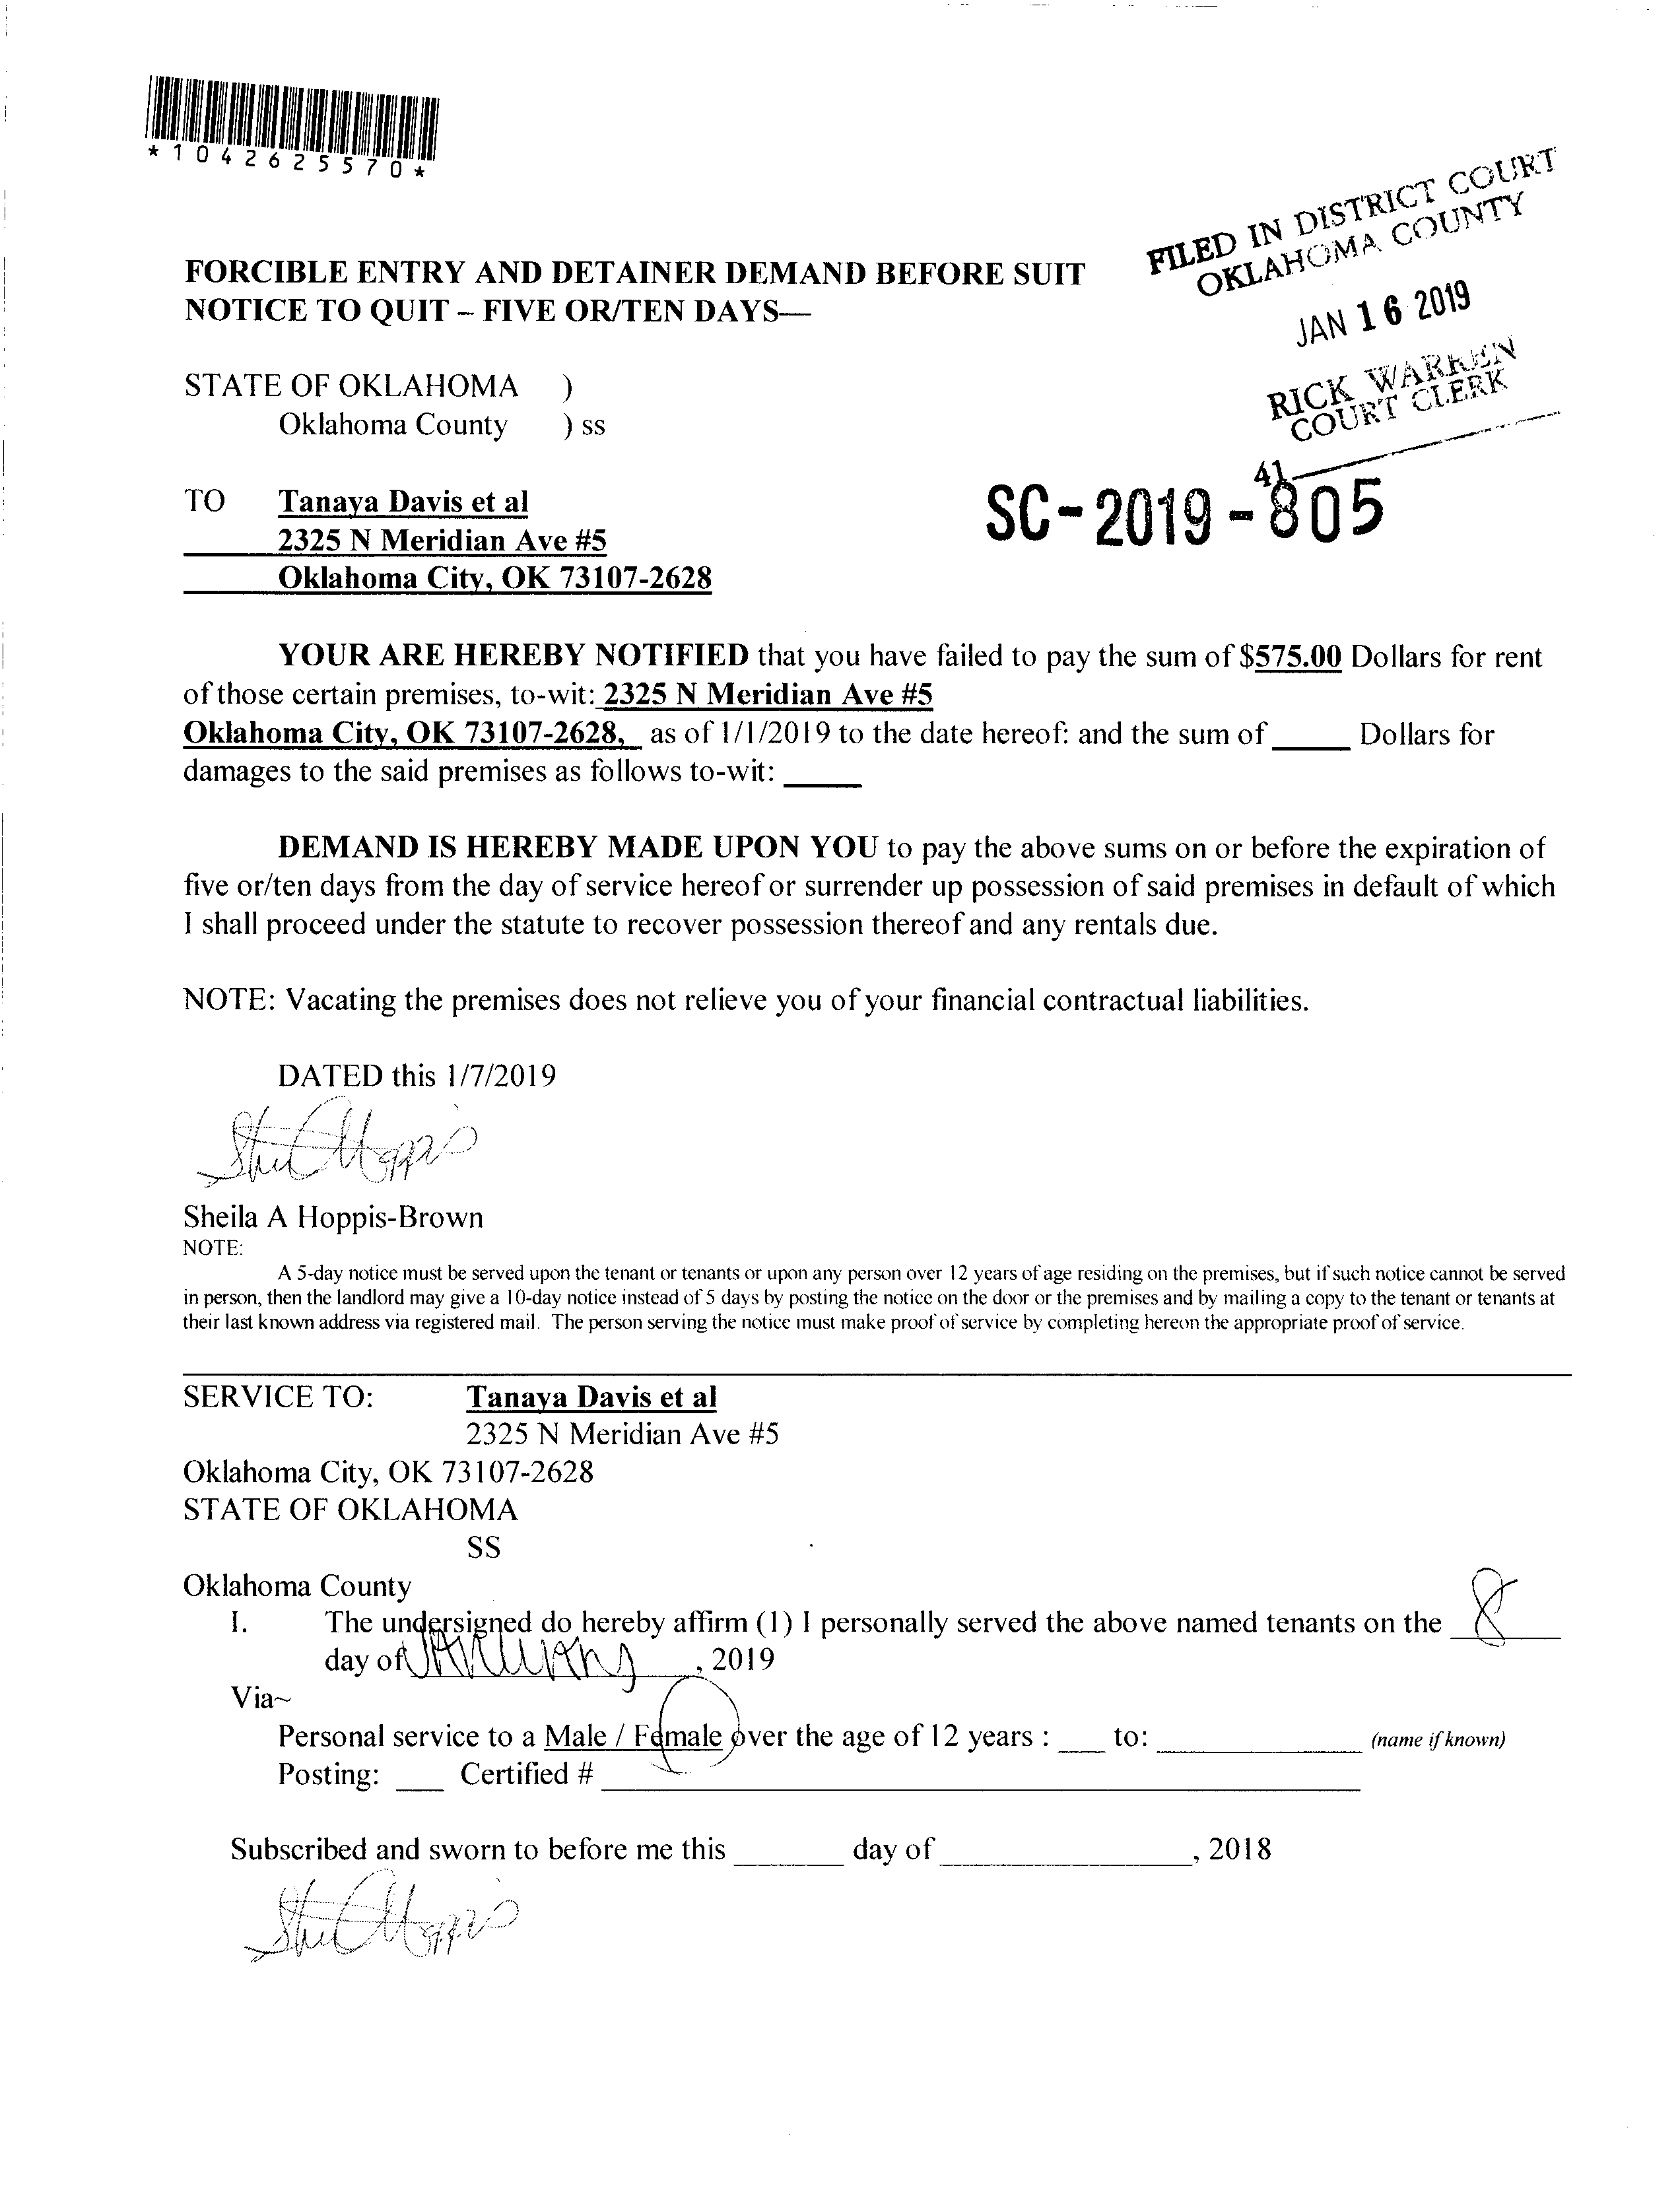 *1042625570*
FILED IN DISTRICT COURT
OKLAHOMA COUNTY
JAN 16 2019
RICK WARREN
COURT CLERK
41
SC-2019-805
FORCIBLE ENTRY AND DETAINER DEMAND BEFORE SUIT
NOTICE TO QUIT – FIVE OR/TEN DAYS—
STATE OF OKLAHOMA )
Oklahoma County ) ss
TO Tanaya Davis et al
2325 N Meridian Ave #5
Oklahoma City, OK 73107-2628
YOUR ARE HEREBY NOTIFIED that you have failed to pay the sum of $575.00 Dollars for rent
of those certain premises, to-wit: 2325 N Meridian Ave #5
Oklahoma City, OK 73107-2628, as of 1/1/2019 to the date hereof: and the sum of _____ Dollars for
damages to the said premises as follows to-wit: _____
DEMAND IS HEREBY MADE UPON YOU to pay the above sums on or before the expiration of
five or/ten days from the day of service hereof or surrender up possession of said premises in default of which
I shall proceed under the statute to recover possession thereof and any rentals due.
NOTE: Vacating the premises does not relieve you of your financial contractual liabilities.
DATED this 1/7/2019
Sheila A Hoppis-Brown
NOTE:
A 5-day notice must be served upon the tenant or tenants or upon any person over 12 years of age residing on the premises, but if such notice cannot be served
in person, then the landlord may give a 10-day notice instead of 5 days by posting the notice on the door or the premises and by mailing a copy to the tenant or tenants at
their last known address via registered mail. The person serving the notice must make proof of service by completing hereon the appropriate proof of service.
SERVICE TO: Tanaya Davis et al
2325 N Meridian Ave #5
Oklahoma City, OK 73107-2628
STATE OF OKLAHOMA
SS
Oklahoma County
I. The undersigned do hereby affirm (1) I personally served the above named tenants on the 8
day of January, 2019
Via~
Personal service to a Male / Female over the age of 12 years : ___ to: _____________ (name if known)
Posting: ___ Certified # _______________
Subscribed and sworn to before me this _______ day of ________________, 2018